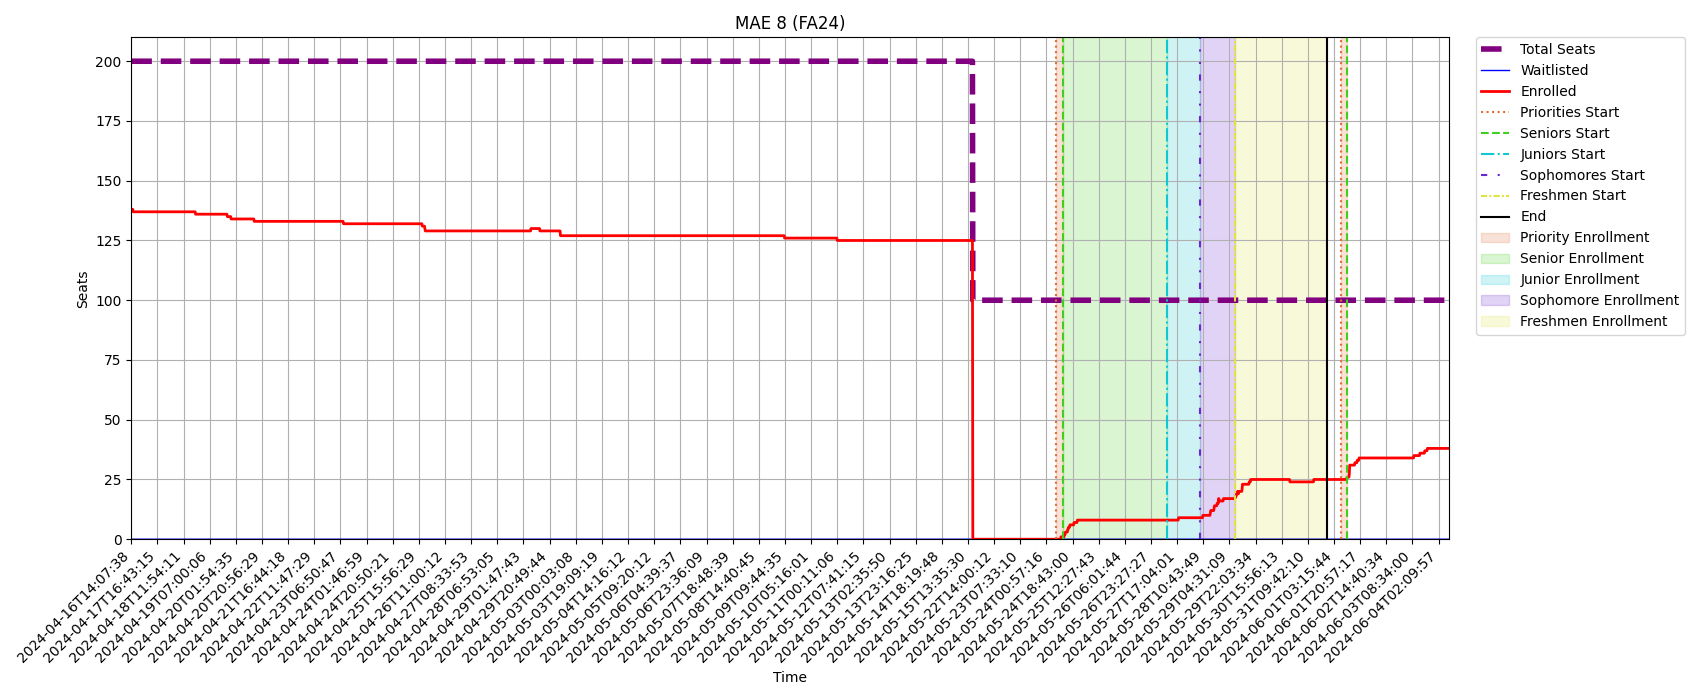 MAE 8 (FA24)
Total Seats
Waitlisted
Enrolled
Priorities Start
Seniors Start
Juniors Start
Sophomores Start
Freshmen Start
End
Priority Enrollment
Senior Enrollment
Junior Enrollment
Sophomore Enrollment
Freshmen Enrollment
Seats
200
175
150
125
100
75
50
25
0
2024-04-16T14:07:38
2024-04-17T16:43:15
2024-04-18T11:54:11
2024-04-19T07:00:06
2024-04-20T01:54:35
2024-04-20T20:56:29
2024-04-21T16:44:18
2024-04-22T11:47:29
2024-04-23T06:50:47
2024-04-24T01:46:59
2024-04-24T20:50:21
2024-04-25T15:56:29
2024-04-26T11:00:12
2024-04-27T08:33:53
2024-04-28T06:53:05
2024-04-29T01:47:43
2024-04-29T20:49:44
2024-05-03T00:03:08
2024-05-03T19:09:19
2024-05-04T14:16:12
2024-05-05T09:20:12
2024-05-06T04:39:37
2024-05-06T23:36:09
2024-05-07T18:48:39
2024-05-08T14:40:45
2024-05-09T09:44:35
2024-05-10T05:16:01
2024-05-11T00:11:06
2024-05-12T07:41:15
2024-05-13T02:35:50
2024-05-13T23:16:25
2024-05-14T18:19:48
2024-05-15T13:35:30
2024-05-22T14:00:12
2024-05-23T07:33:10
2024-05-24T00:57:16
2024-05-24T18:43:00
2024-05-25T12:27:43
2024-05-26T06:01:44
2024-05-26T23:27:27
2024-05-27T17:04:01
2024-05-28T10:43:49
2024-05-29T04:31:09
2024-05-29T22:03:34
2024-05-30T15:56:13
2024-05-31T09:42:10
2024-06-01T03:15:44
2024-06-01T20:57:17
2024-06-02T14:40:34
2024-06-03T08:34:00
2024-06-04T02:09:57
Time